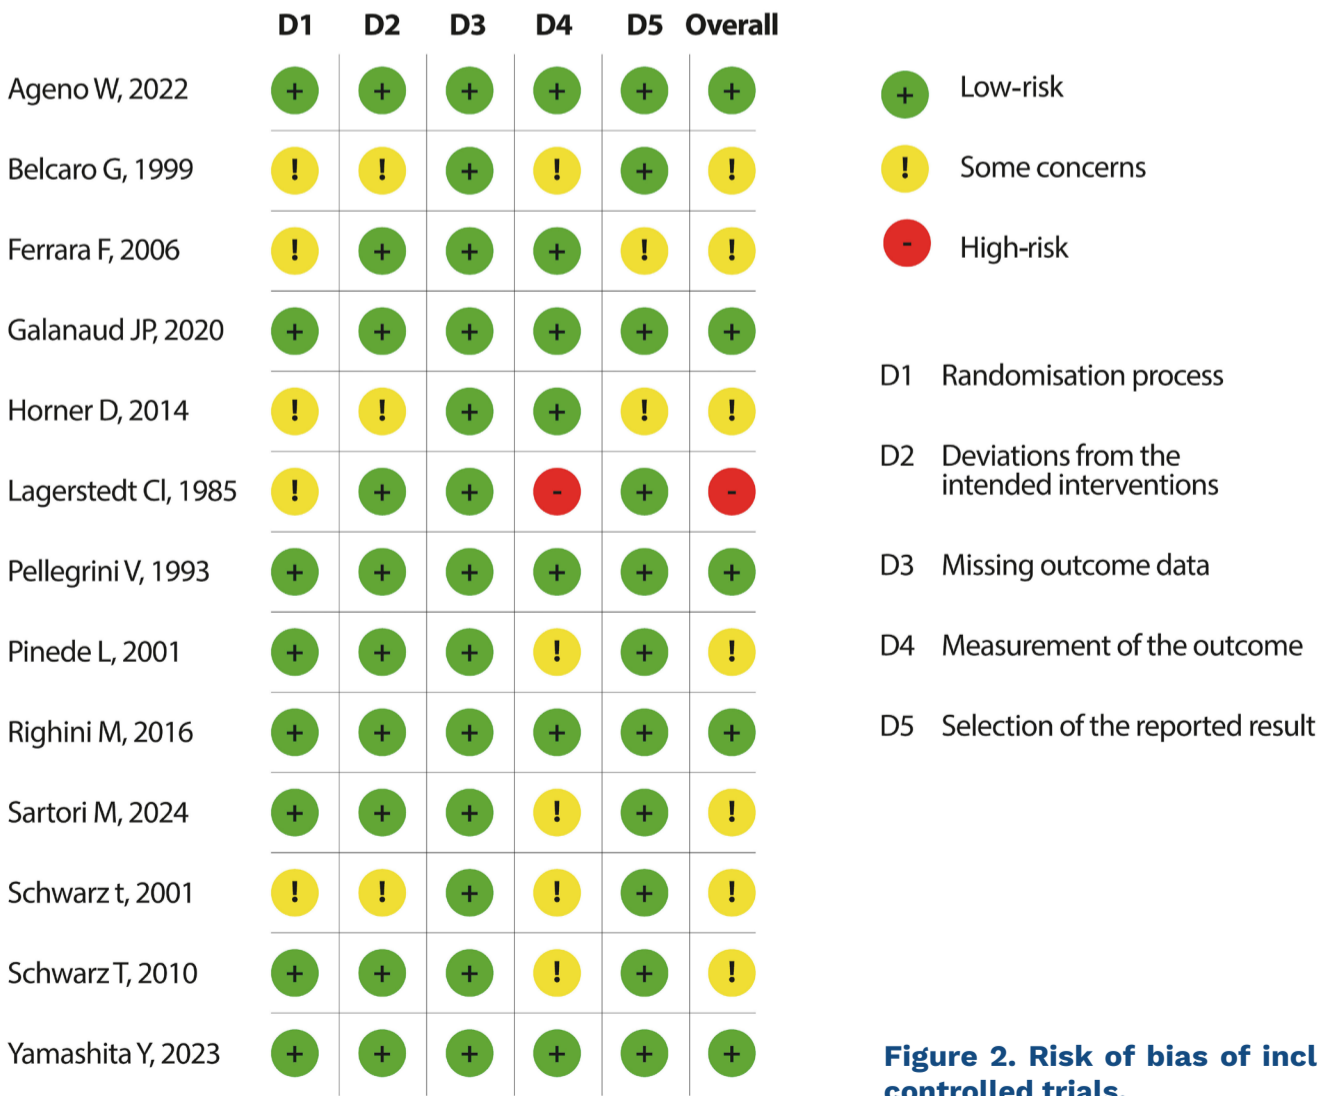 D1 D2 D3 D4 D5 Overall
Ageno W, 2022 + + + + + +
Belcaro G, 1999 ! ! + ! + !
Ferrara F, 2006 ! + + + ! !
Galanaud JP, 2020 + + + + + +
Horner D, 2014 ! ! + + ! !
Lagerstedt Cl, 1985 ! + + - + -
Pellegrini V, 1993 + + + + + +
Pinede L, 2001 + + + ! + !
Righini M, 2016 + + + + + +
Sartori M, 2024 + + + ! + !
Schwarz t, 2001 ! ! + ! + !
Schwarz T, 2010 + + + ! + !
Yamashita Y, 2023 + + + + + +
+ Low-risk
! Some concerns
- High-risk
D1 Randomisation process
D2 Deviations from the
intended interventions
D3 Missing outcome data
D4 Measurement of the outcome
D5 Selection of the reported result
Figure 2. Risk of bias of incl
controlled trials.